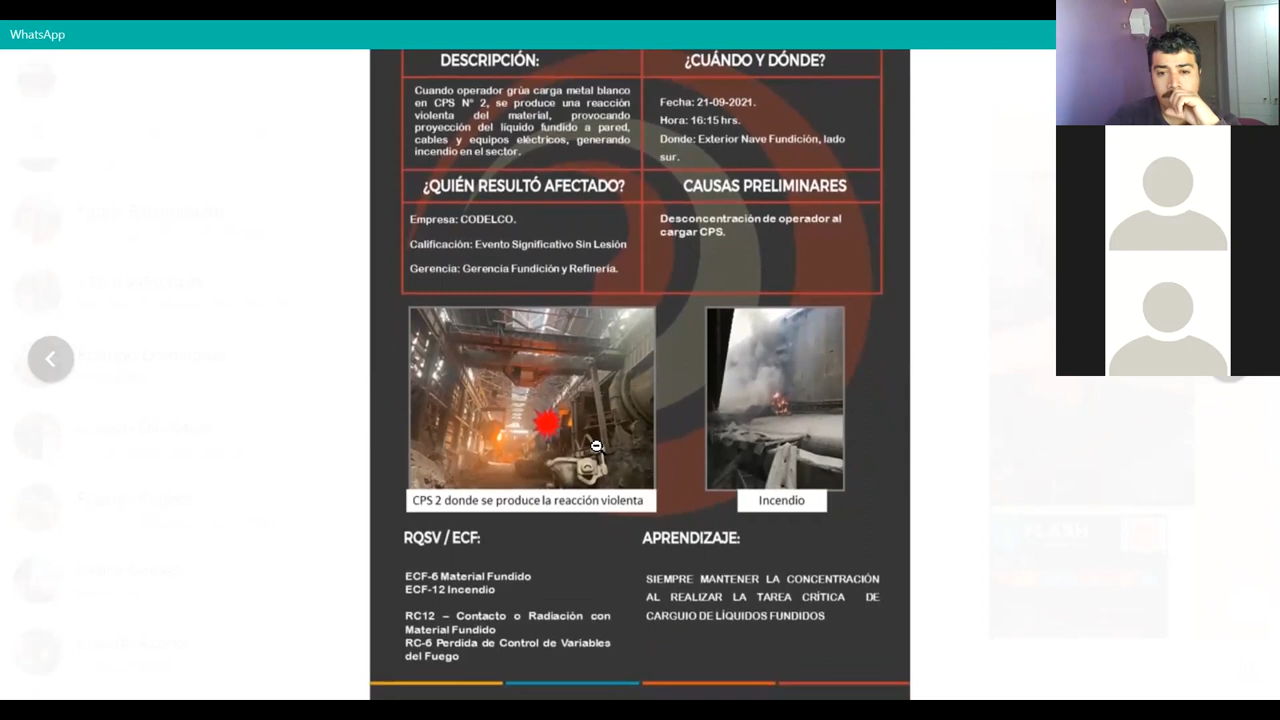 WhatsApp
DESCRIPCIÓN:
Cuando operador grúa carga metal blanco
en CPS N° 2, se produce una reacción
violenta del material, provocando
proyección del líquido fundido a pared,
cables y equipos eléctricos, generando
incendio en el sector.
¿CUÁNDO Y DÓNDE?
Fecha: 21-09-2021.
Hora: 16:15 hrs.
Donde: Exterior Nave Fundición, lado
sur.
¿QUIÉN RESULTÓ AFECTADO?
Empresa: CODELCO.
Calificación: Evento Significativo Sin Lesión
Gerencia: Gerencia Fundición y Refinería.
CAUSAS PRELIMINARES
Desconcentración de operador al
cargar CPS.
CPS 2 donde se produce la reacción violenta
Incendio
RQSV / ECF:
ECF-6 Material Fundido
ECF-12 Incendio
RC12 – Contacto o Radiación con
Material Fundido
RC-6 Perdida de Control de Variables
del Fuego
APRENDIZAJE:
SIEMPRE MANTENER LA CONCENTRACIÓN
AL REALIZAR LA TAREA CRÍTICA DE
CARGUIO DE LÍQUIDOS FUNDIDOS